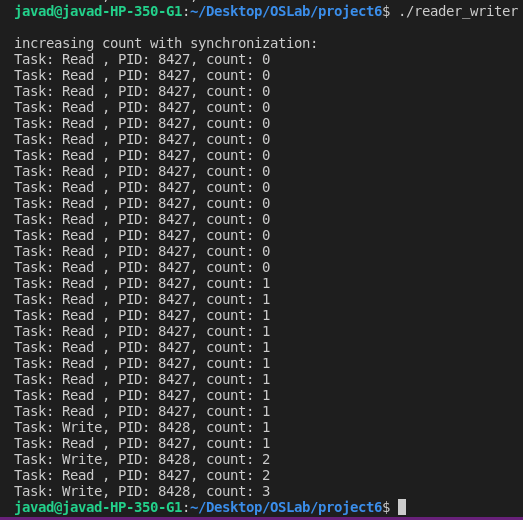 javad@javad-HP-350-G1:~/Desktop/OSLab/project6$ ./reader_writer
increasing count with synchronization:
Task: Read , PID: 8427, count: 0
Task: Read , PID: 8427, count: 0
Task: Read , PID: 8427, count: 0
Task: Read , PID: 8427, count: 0
Task: Read , PID: 8427, count: 0
Task: Read , PID: 8427, count: 0
Task: Read , PID: 8427, count: 0
Task: Read , PID: 8427, count: 0
Task: Read , PID: 8427, count: 0
Task: Read , PID: 8427, count: 0
Task: Read , PID: 8427, count: 0
Task: Read , PID: 8427, count: 0
Task: Read , PID: 8427, count: 0
Task: Read , PID: 8427, count: 0
Task: Read , PID: 8427, count: 1
Task: Read , PID: 8427, count: 1
Task: Read , PID: 8427, count: 1
Task: Read , PID: 8427, count: 1
Task: Read , PID: 8427, count: 1
Task: Read , PID: 8427, count: 1
Task: Read , PID: 8427, count: 1
Task: Read , PID: 8427, count: 1
Task: Read , PID: 8427, count: 1
Task: Write, PID: 8428, count: 1
Task: Read , PID: 8427, count: 1
Task: Write, PID: 8428, count: 2
Task: Read , PID: 8427, count: 2
Task: Write, PID: 8428, count: 3
javad@javad-HP-350-G1:~/Desktop/OSLab/project6$